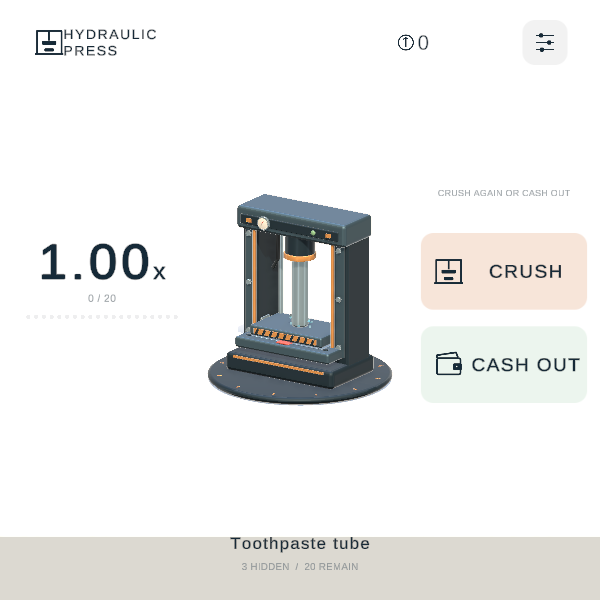 HYDRAULIC
PRESS
0
CRUSH AGAIN OR CASH OUT
1.00x
0 / 20
CRUSH
CASH OUT
Toothpaste tube
3 HIDDEN / 20 REMAIN